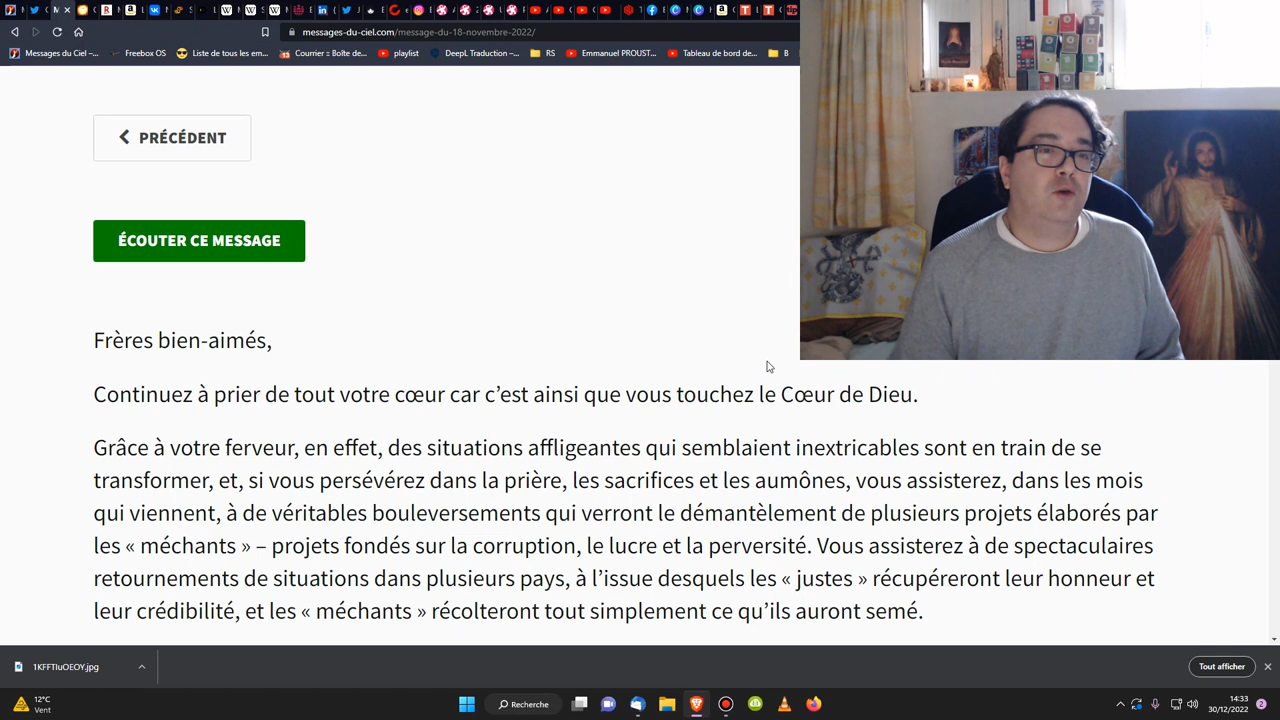 messages-du-ciel.com/message-du-18-novembre-2022/
Messages du Ciel –...
Freebox OS
Liste de tous les em...
Courrier :: Boîte de...
playlist
DeepL Traduction –...
RS
Emmanuel PROUST...
Tableau de bord de...
B
PRÉCÉDENT
ÉCOUTER CE MESSAGE
Frères bien-aimés,
Continuez à prier de tout votre cœur car c’est ainsi que vous touchez le Cœur de Dieu.
Grâce à votre ferveur, en effet, des situations affligeantes qui semblaient inextricables sont en train de se
transformer, et, si vous persévérez dans la prière, les sacrifices et les aumônes, vous assisterez, dans les mois
qui viennent, à de véritables bouleversements qui verront le démantèlement de plusieurs projets élaborés par
les « méchants » – projets fondés sur la corruption, le lucre et la perversité. Vous assisterez à de spectaculaires
retournements de situations dans plusieurs pays, à l’issue desquels les « justes » récupéreront leur honneur et
leur crédibilité, et les « méchants » récolteront tout simplement ce qu’ils auront semé.
1KFFTIuOEOY.jpg
Tout afficher
12°C
Vent
Recherche
14:33
30/12/2022
2